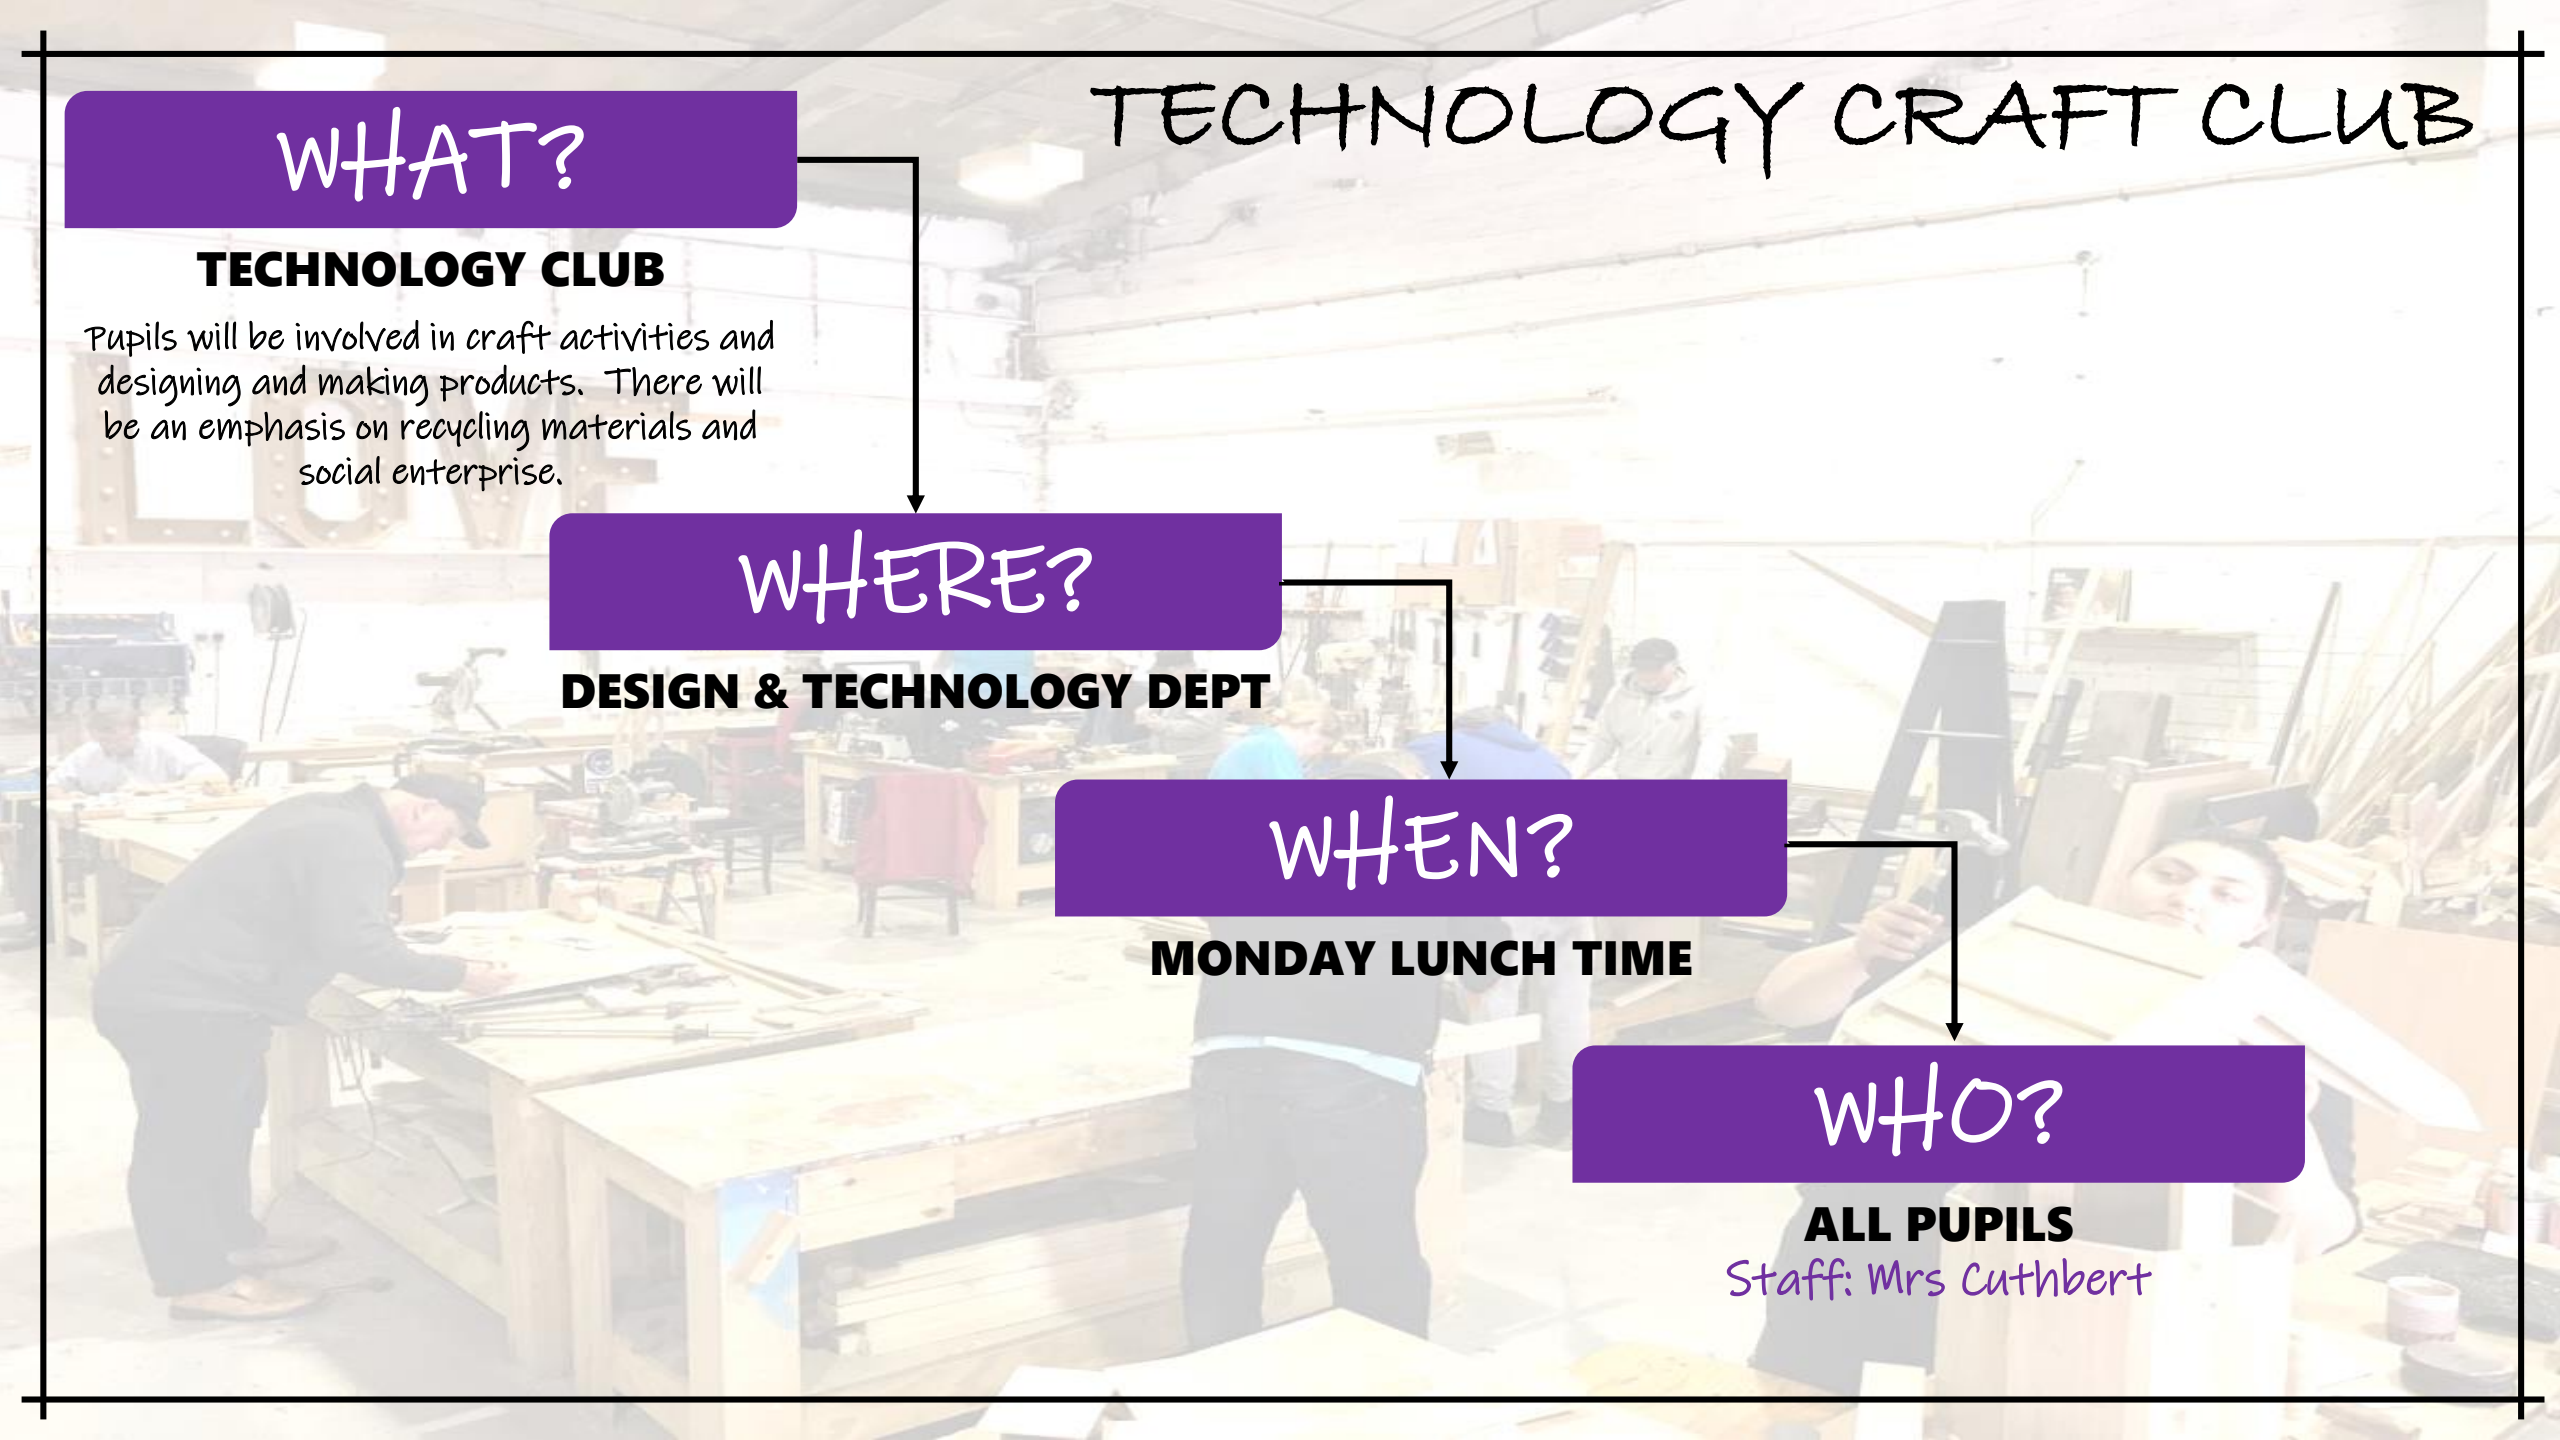 TECHNOLOGY CRAFT CLUB
WHAT?
TECHNOLOGY CLUB
Pupils will be involved in craft activities and
designing and making products.  There will
be an emphasis on recycling materials and
social enterprise.
LOVE
WHERE?
DESIGN & TECHNOLOGY DEPT
WHEN?
MONDAY LUNCH TIME
WHO?
ALL PUPILS
Staff: Mrs Cuthbert